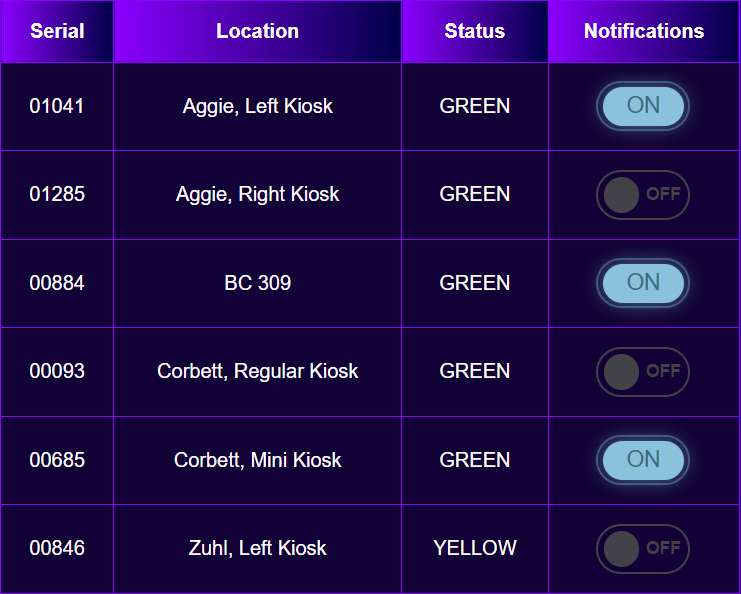 Serial Location Status Notifications
01041 Aggie, Left Kiosk GREEN ON
01285 Aggie, Right Kiosk GREEN OFF
00884 BC 309 GREEN ON
00093 Corbett, Regular Kiosk GREEN OFF
00685 Corbett, Mini Kiosk GREEN ON
00846 Zuhl, Left Kiosk YELLOW OFF